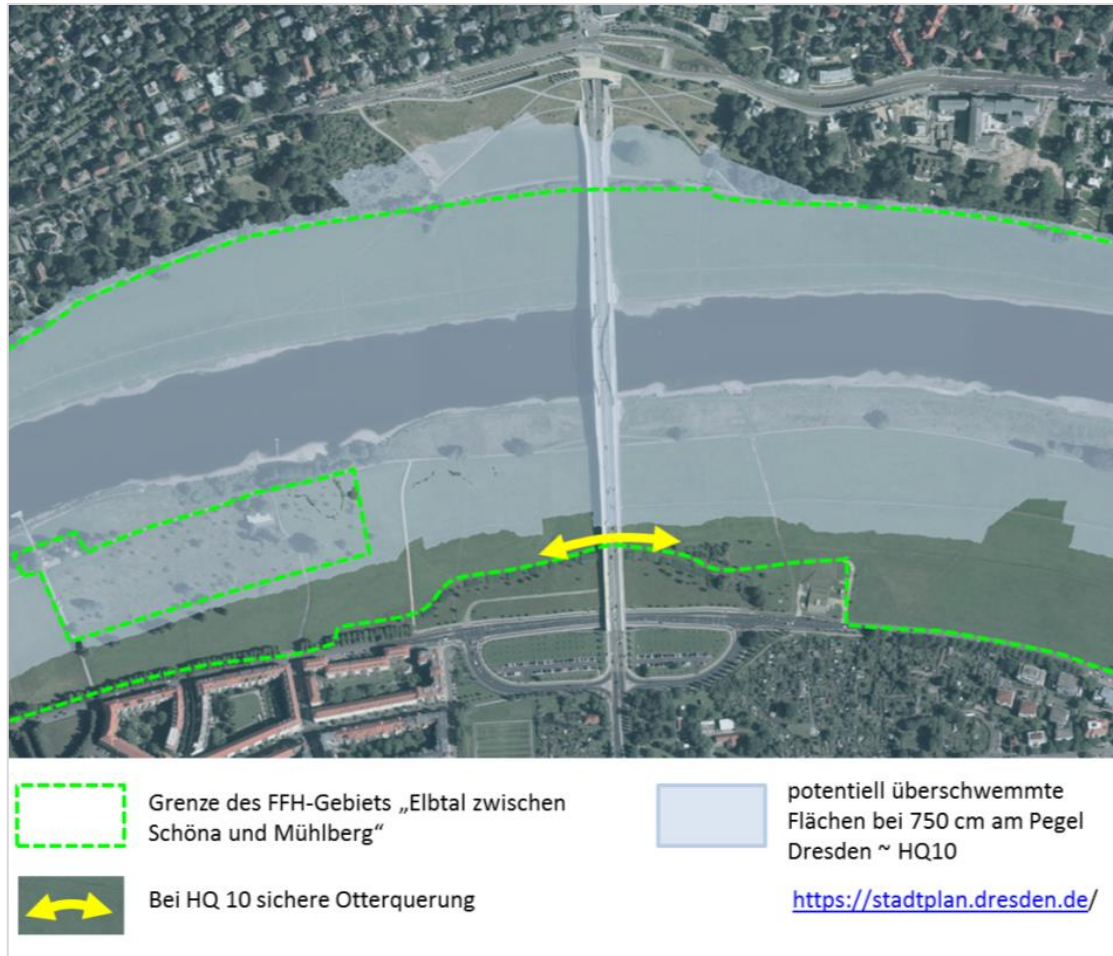 Grenze des FFH-Gebiets „Elbtal zwischen
Schöna und Mühlberg“
Bei HQ 10 sichere Otterquerung
potentiell überschwemmte
Flächen bei 750 cm am Pegel
Dresden ~ HQ10
https://stadtplan.dresden.de/